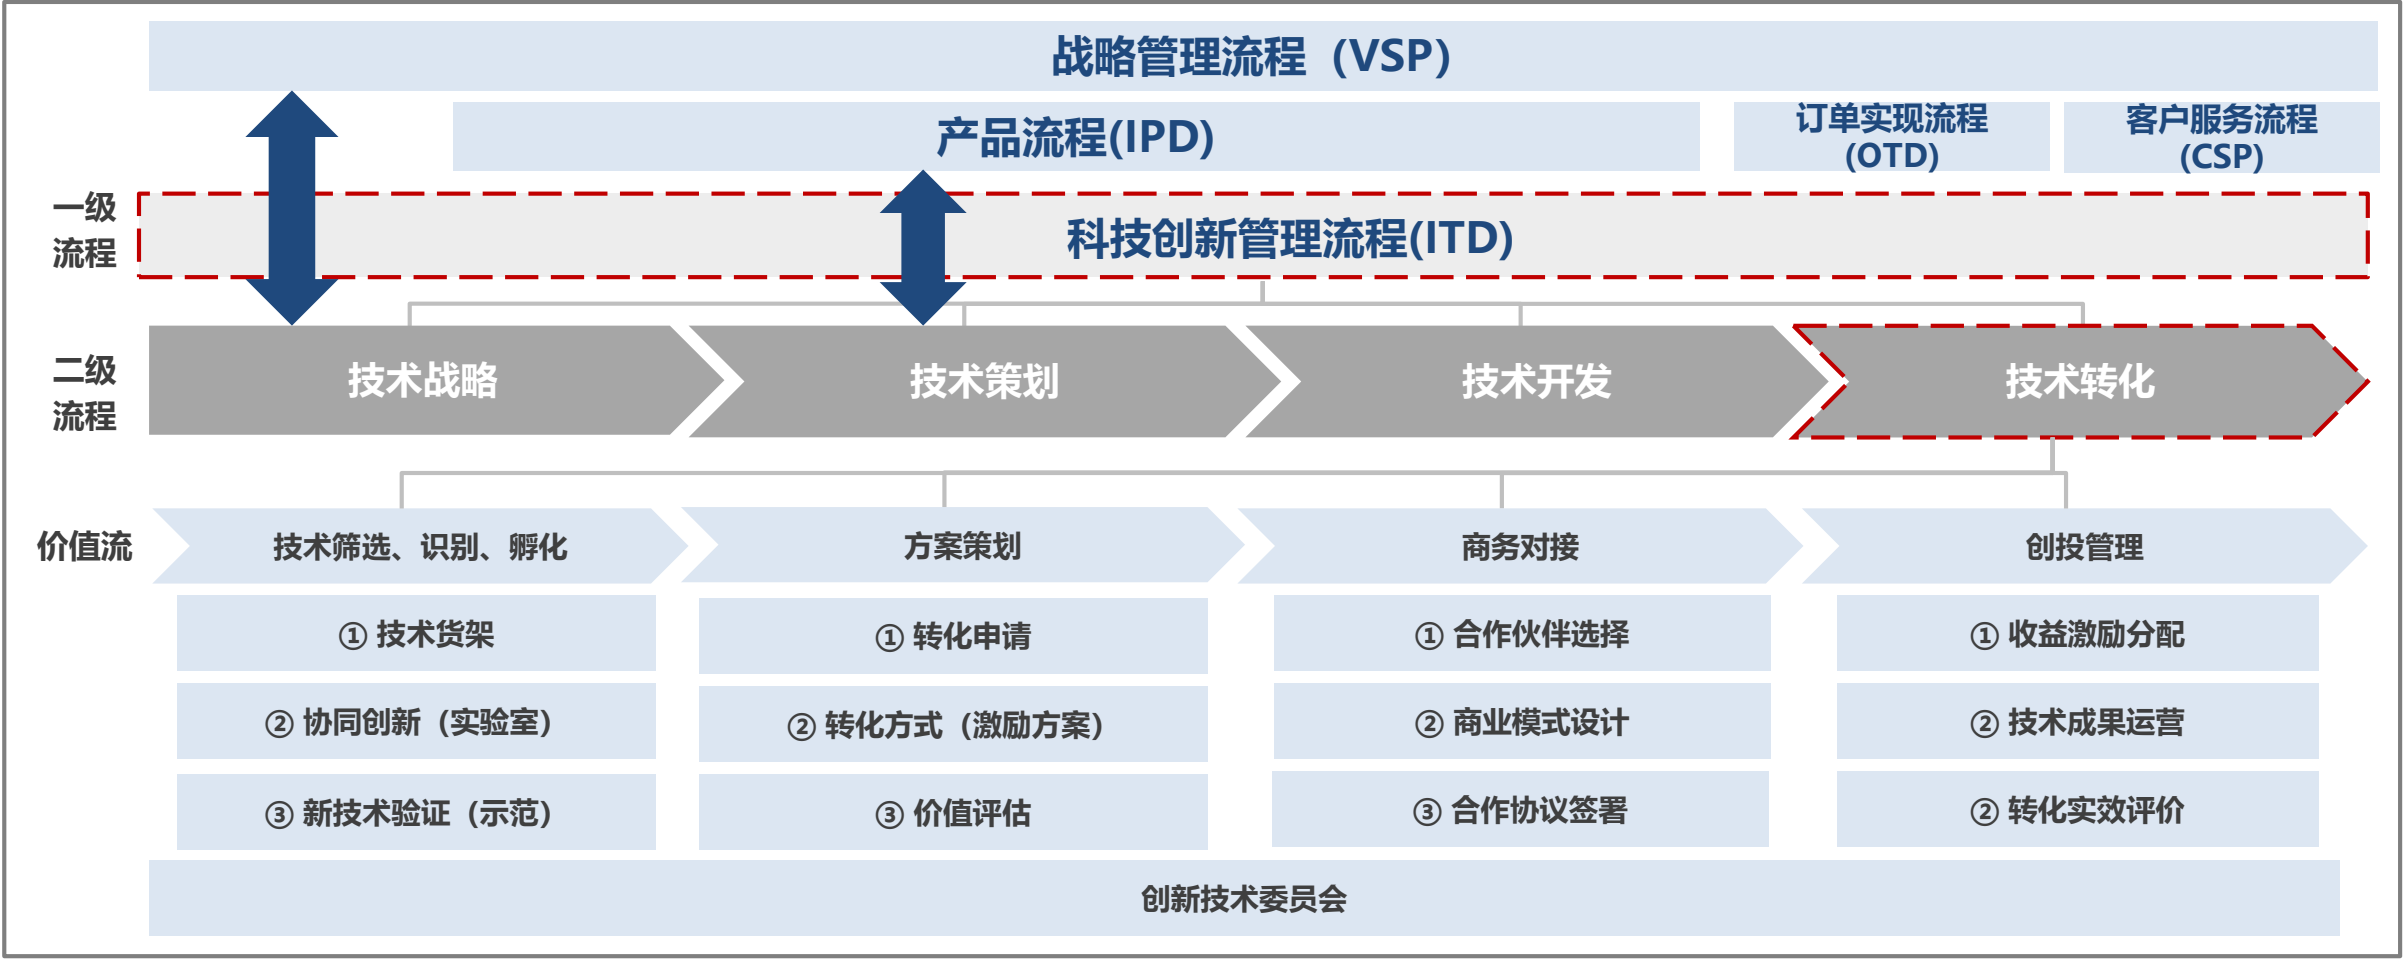 战略管理流程（VSP）
产品流程(IPD)
订单实现流程
(OTD)
客户服务流程
(CSP)
一级
流程
科技创新管理流程(ITD)
二级
流程
技术战略
技术策划
技术开发
技术转化
价值流
技术筛选、识别、孵化
方案策划
商务对接
创投管理
① 技术货架
① 转化申请
① 合作伙伴选择
① 收益激励分配
② 协同创新（实验室）
② 转化方式（激励方案）
② 商业模式设计
② 技术成果运营
③ 新技术验证（示范）
③ 价值评估
③ 合作协议签署
② 转化实效评价
创新技术委员会